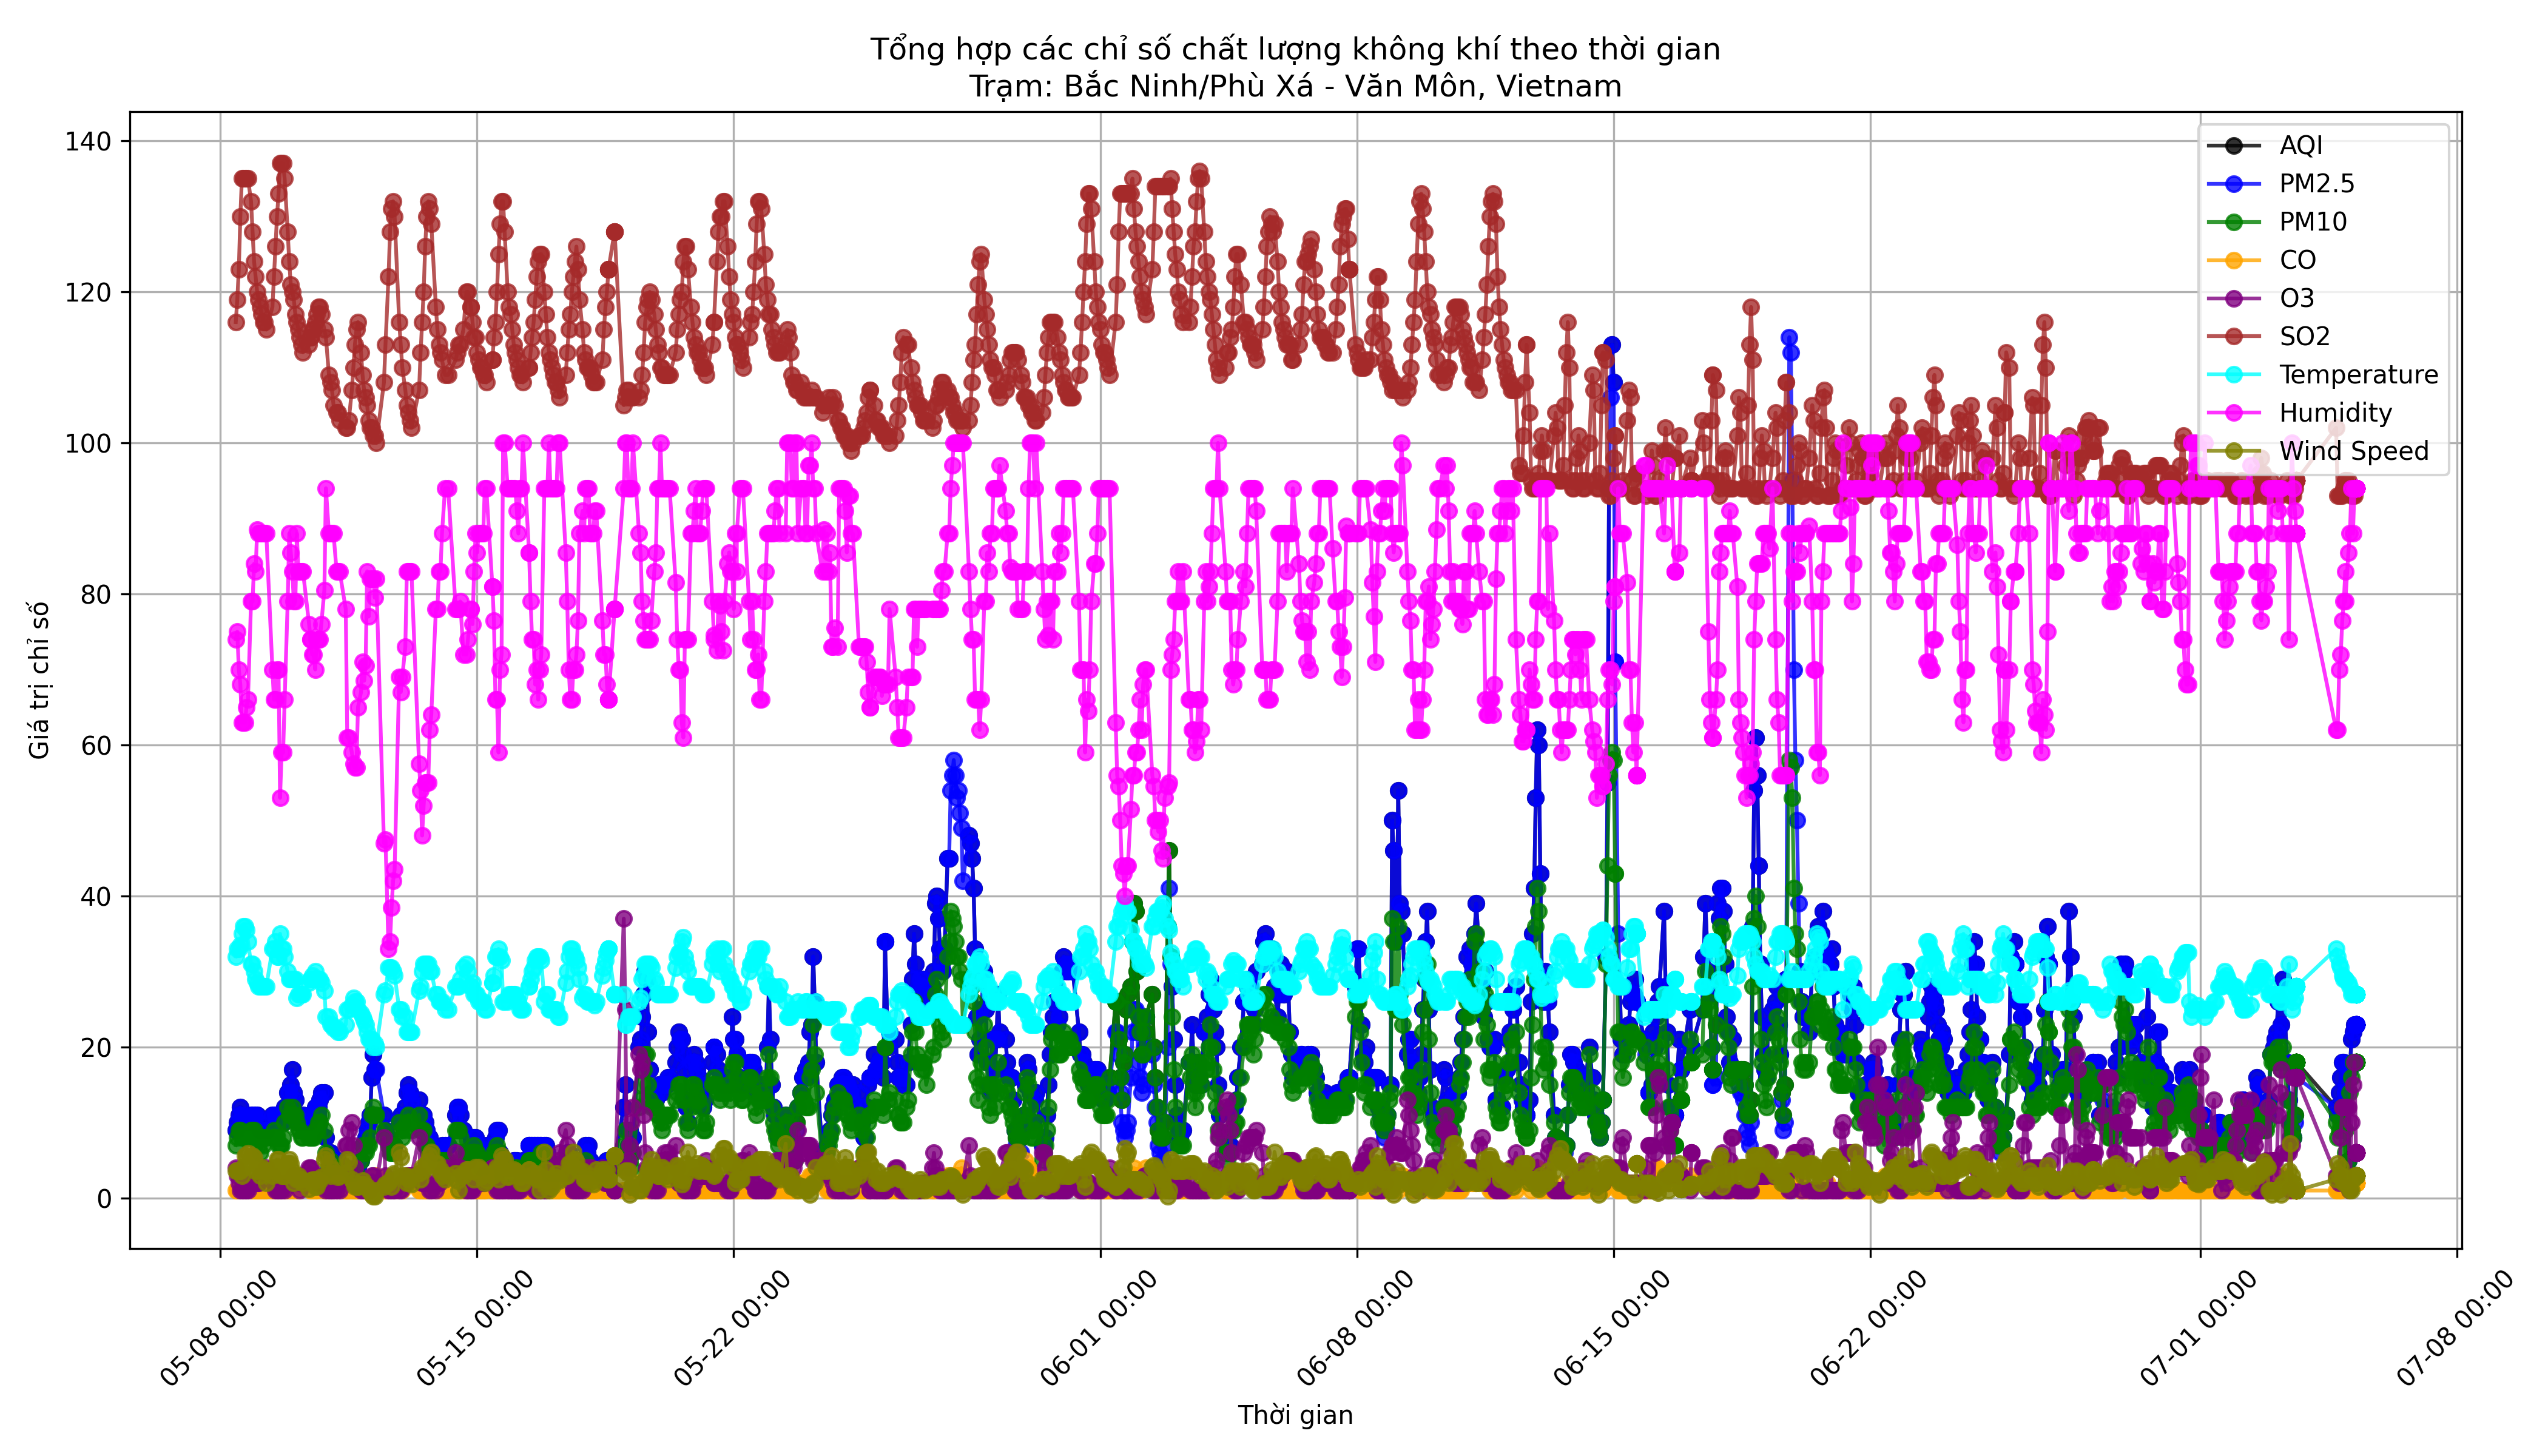 Tổng hợp các chỉ số chất lượng không khí theo thời gian
Trạm: Bắc Ninh/Phù Xá - Văn Môn, Vietnam
140
120
100
80
60
40
20
0
Giá trị chỉ số
AQI
PM2.5
PM10
CO
O3
SO2
Temperature
Humidity
Wind Speed
05-08 00:00
05-15 00:00
05-22 00:00
06-01 00:00
06-08 00:00
06-15 00:00
06-22 00:00
07-01 00:00
07-08 00:00
Thời gian